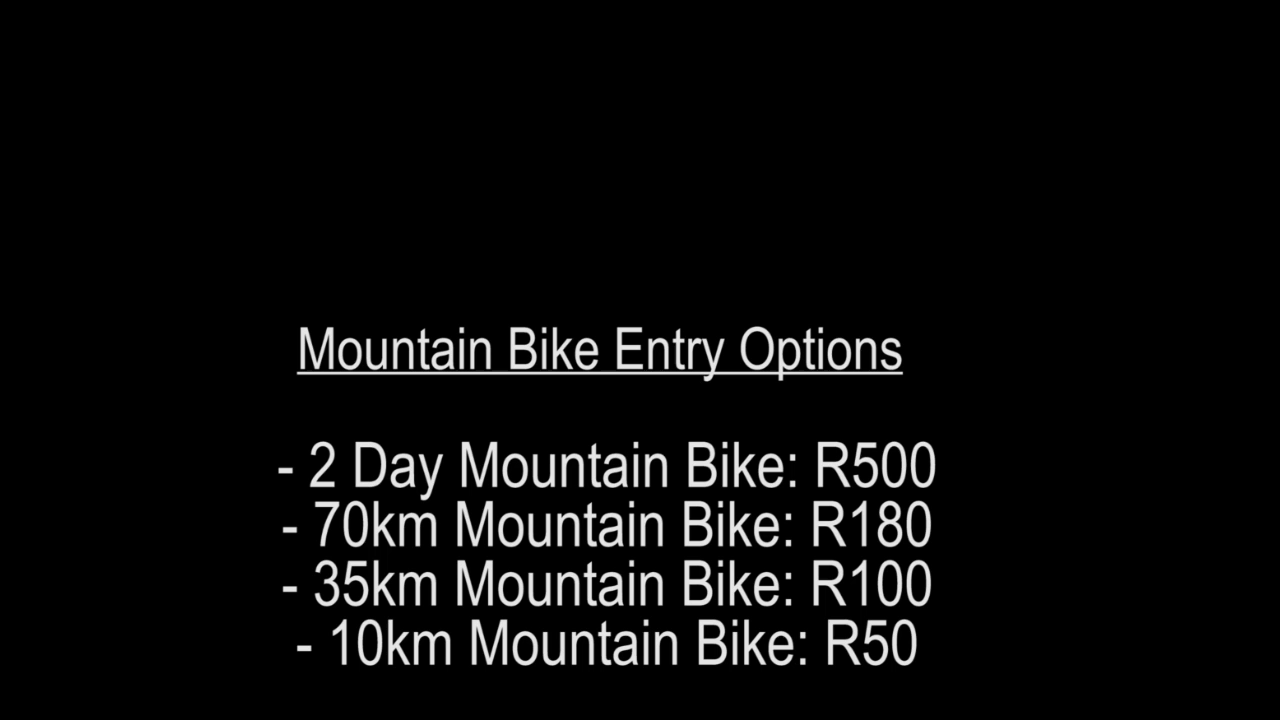 Mountain Bike Entry Options
- 2 Day Mountain Bike: R500
- 70km Mountain Bike: R180
- 35km Mountain Bike: R100
- 10km Mountain Bike: R50